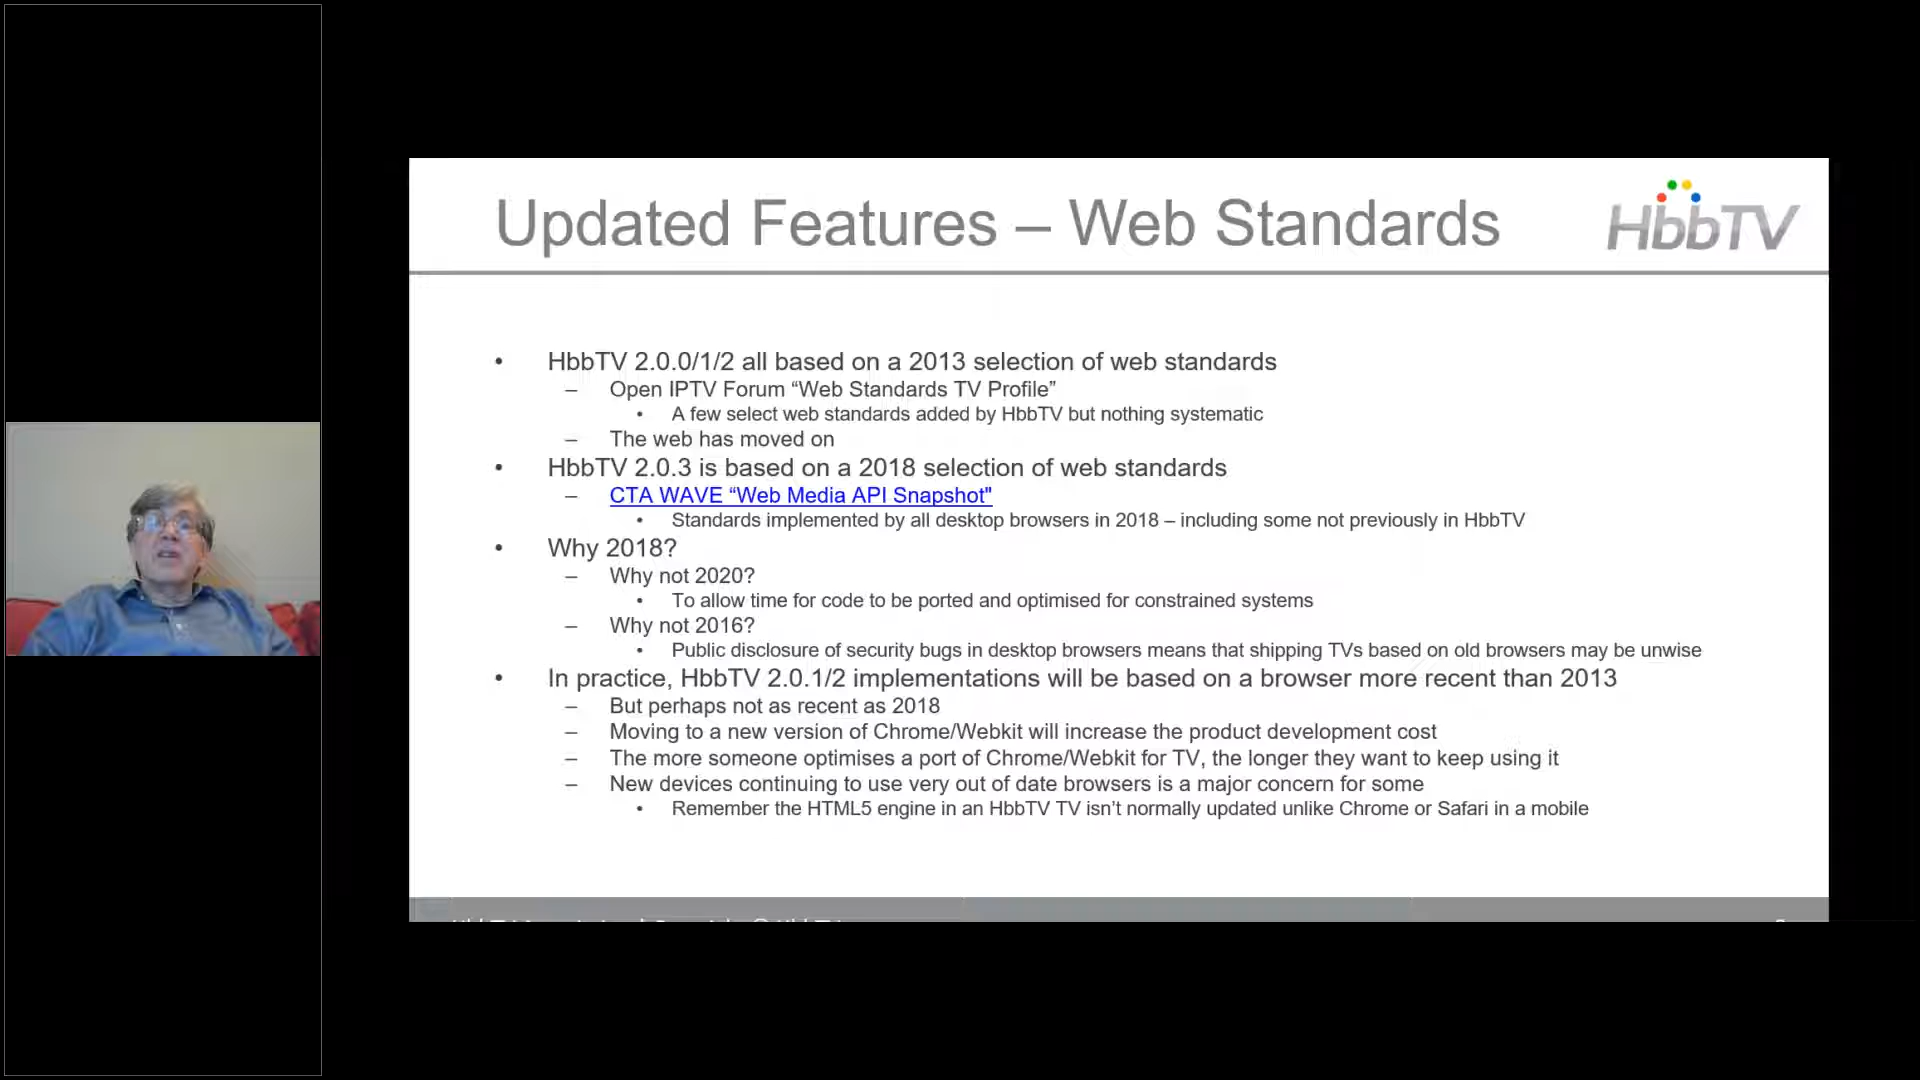 Updated Features – Web Standards
HbbTV
• HbbTV 2.0.0/1/2 all based on a 2013 selection of web standards
– Open IPTV Forum “Web Standards TV Profile”
• A few select web standards added by HbbTV but nothing systematic
– The web has moved on
• HbbTV 2.0.3 is based on a 2018 selection of web standards
– CTA WAVE “Web Media API Snapshot"
• Standards implemented by all desktop browsers in 2018 – including some not previously in HbbTV
• Why 2018?
– Why not 2020?
• To allow time for code to be ported and optimised for constrained systems
– Why not 2016?
• Public disclosure of security bugs in desktop browsers means that shipping TVs based on old browsers may be unwise
• In practice, HbbTV 2.0.1/2 implementations will be based on a browser more recent than 2013
– But perhaps not as recent as 2018
– Moving to a new version of Chrome/Webkit will increase the product development cost
– The more someone optimises a port of Chrome/Webkit for TV, the longer they want to keep using it
– New devices continuing to use very out of date browsers is a major concern for some
• Remember the HTML5 engine in an HbbTV TV isn’t normally updated unlike Chrome or Safari in a mobile